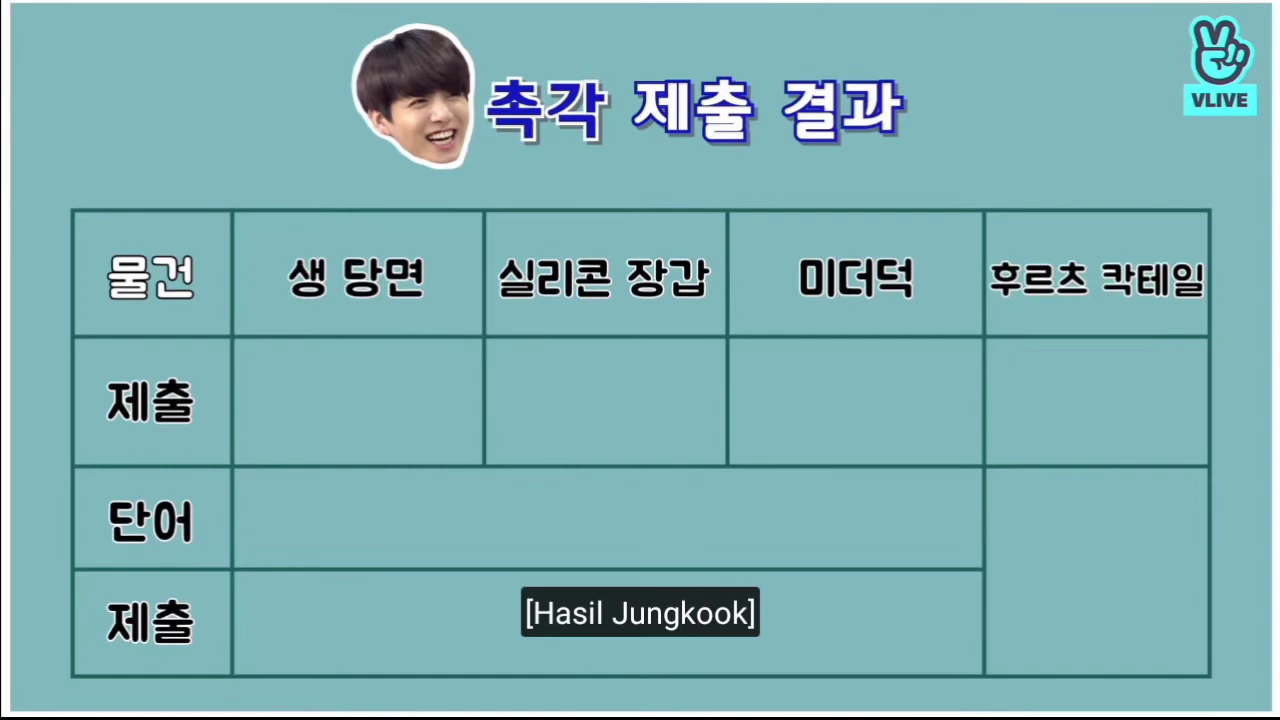 VLIVE
촉각 제출 결과
물건 생 당면 실리콘 장갑 미더덕 후르츠 칵테일
제출
단어
제출
[Hasil Jungkook]